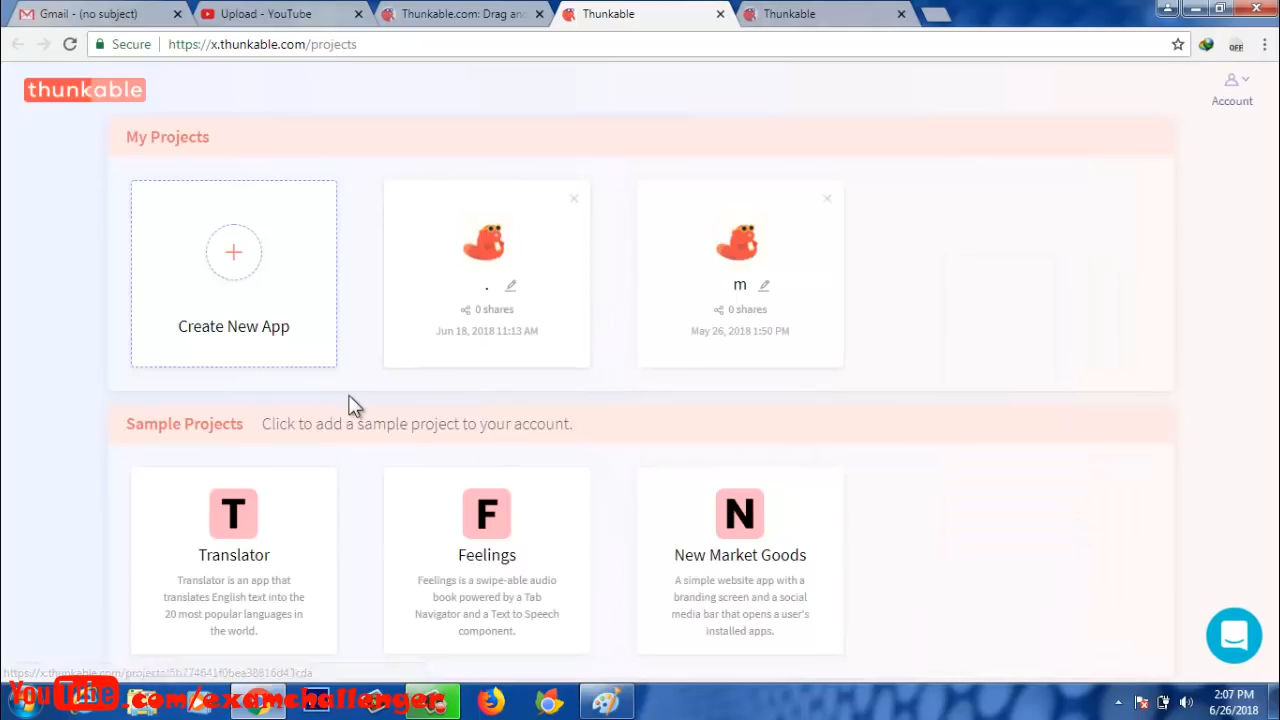 Gmail - (no subject)
Upload - YouTube
Thunkable.com: Drag an
Thunkable
Thunkable
Secure
https://x.thunkable.com/projects
OFF
thunkable
Account
My Projects
Create New App
.
0 shares
Jun 18, 2018 11:13 AM
m
0 shares
May 26, 2018 1:50 PM
Sample Projects Click to add a sample project to your account.
T
Translator
Translator is an app that
translates English text into the
20 most popular languages in
the world.
F
Feelings
Feelings is a swipe-able audio
book powered by a Tab
Navigator and a Text to Speech
component.
N
New Market Goods
A simple website app with a
branding screen and a social
media bar that opens a user's
installed apps.
YouTube.com/examchallenger
2:07 PM
6/26/2018